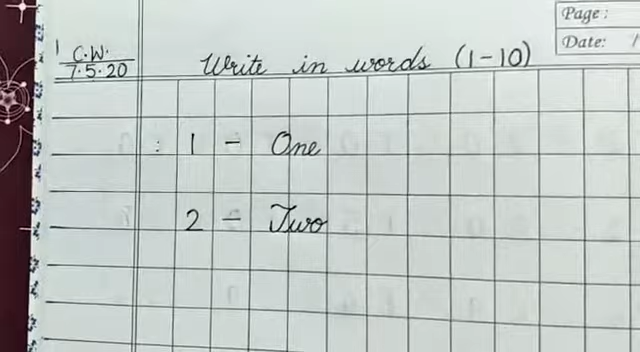 Page :
Date: /
C.W.
7.5.20
Write in words (1-10)
: 1 - One
2 - Two